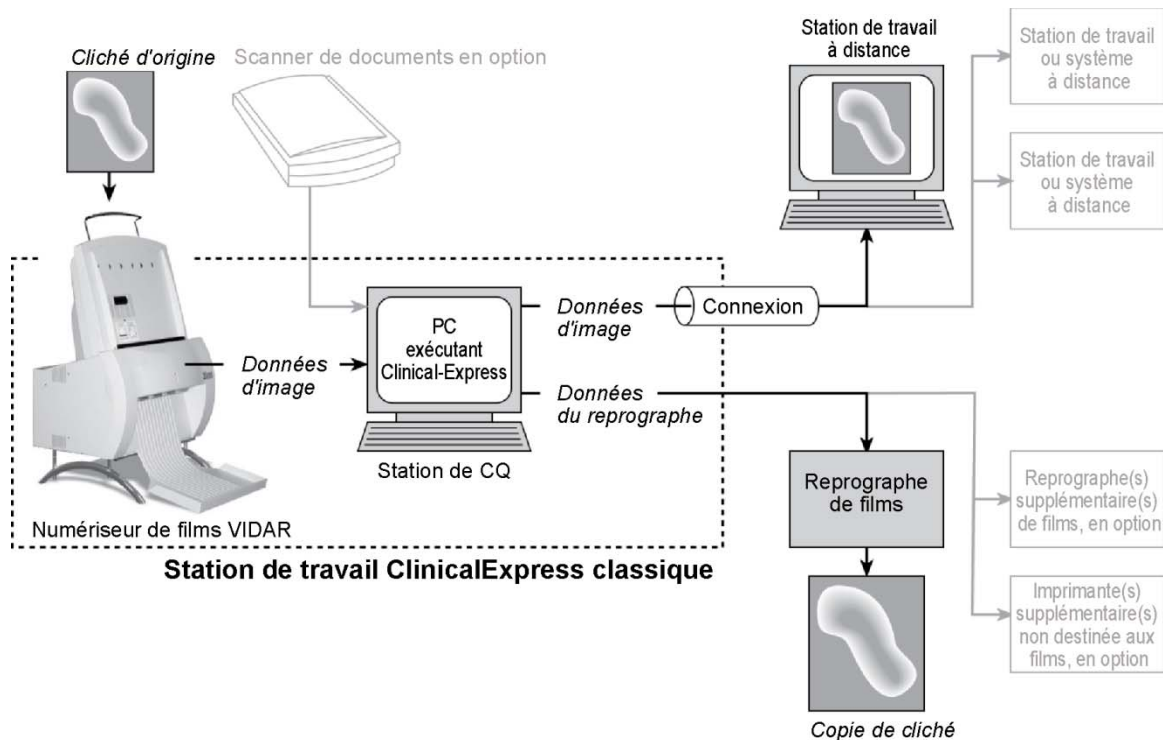 Cliché d'origine
Scanner de documents en option
Station de travail
à distance
Station de travail
ou système
à distance
Station de travail
ou système
à distance
Données
d'image
PC
exécutant
Clinical-Express
Station de CQ
Données
d'image
Connexion
Données
du reprographe
Numériseur de films VIDAR
Station de travail ClinicalExpress classique
Reprographe
de films
Reprographe(s)
supplémentaire(s)
de films, en option
Imprimante(s)
supplémentaire(s)
non destinée aux
films, en option
Copie de cliché